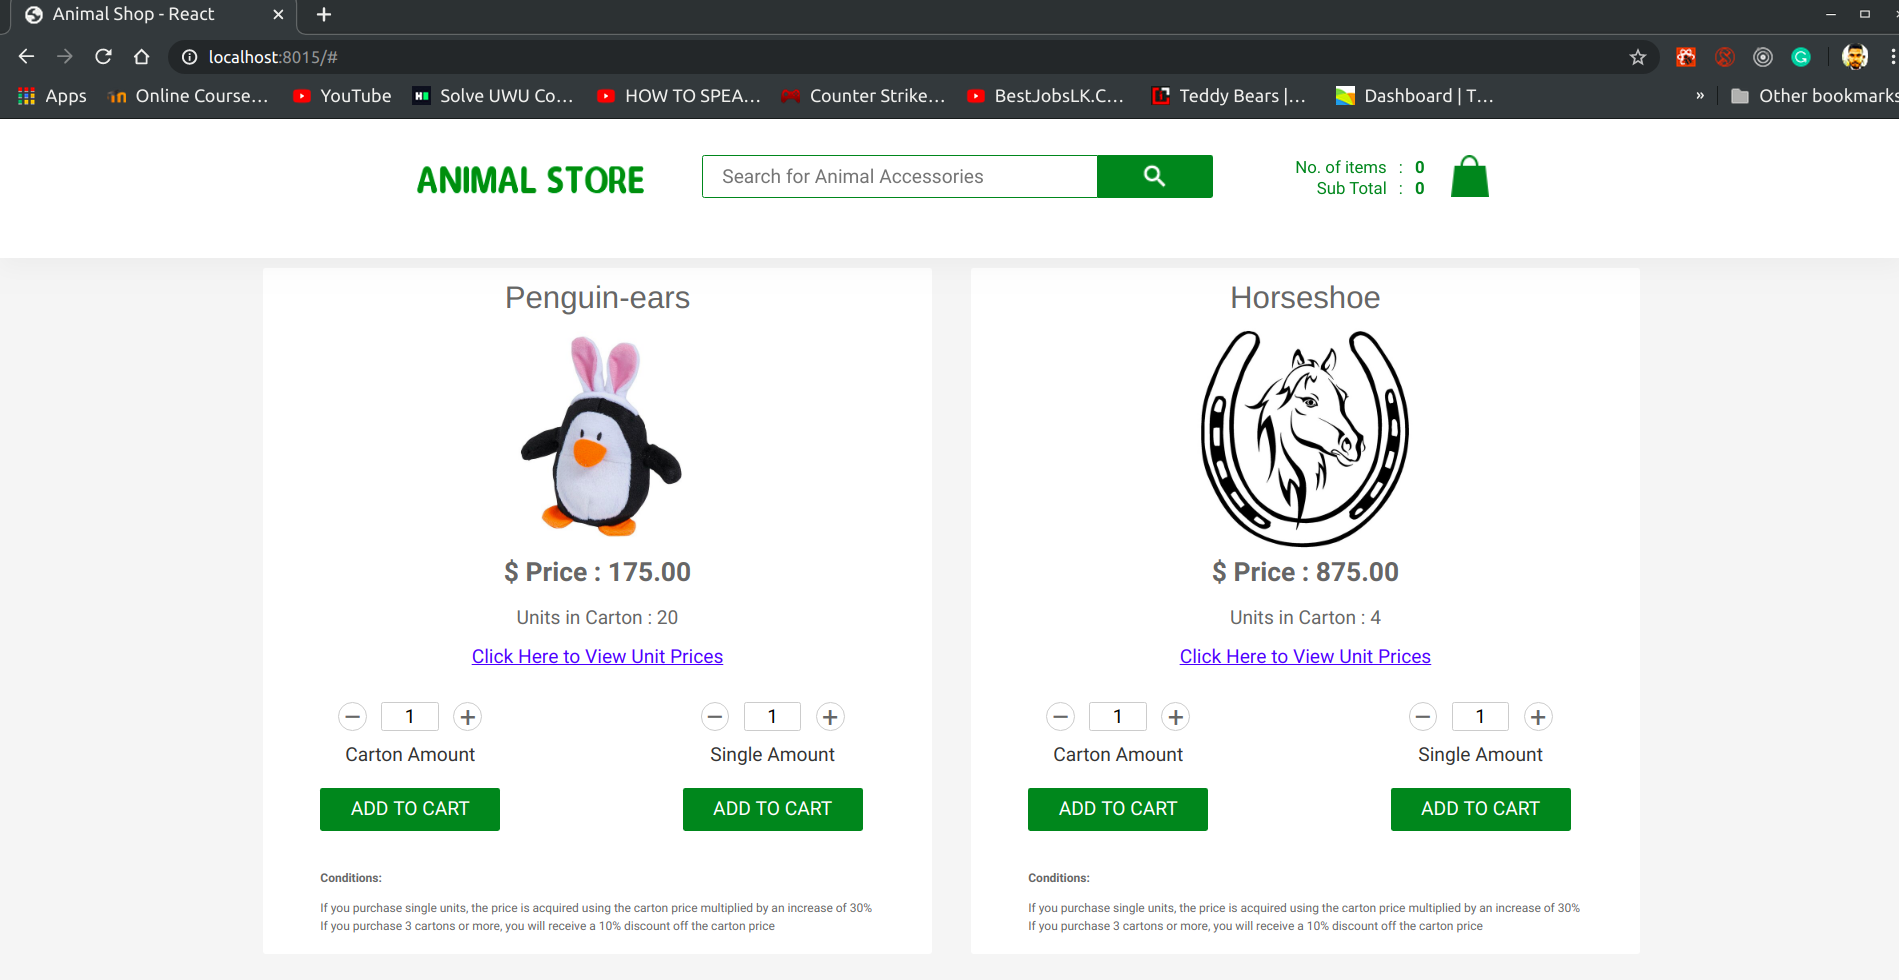 Animal Shop - React
localhost:8015/#
Apps Online Course... YouTube Solve UWU Co... HOW TO SPEA... Counter Strike... BestJobsLK.C... Teddy Bears |... Dashboard | T... » Other bookmarks
ANIMAL STORE
Search for Animal Accessories
No. of items : 0
Sub Total : 0
Penguin-ears
$ Price : 175.00
Units in Carton : 20
Click Here to View Unit Prices
1 1
Carton Amount Single Amount
ADD TO CART ADD TO CART
Conditions:
If you purchase single units, the price is acquired using the carton price multiplied by an increase of 30%
If you purchase 3 cartons or more, you will receive a 10% discount off the carton price
Horseshoe
$ Price : 875.00
Units in Carton : 4
Click Here to View Unit Prices
1 1
Carton Amount Single Amount
ADD TO CART ADD TO CART
Conditions:
If you purchase single units, the price is acquired using the carton price multiplied by an increase of 30%
If you purchase 3 cartons or more, you will receive a 10% discount off the carton price